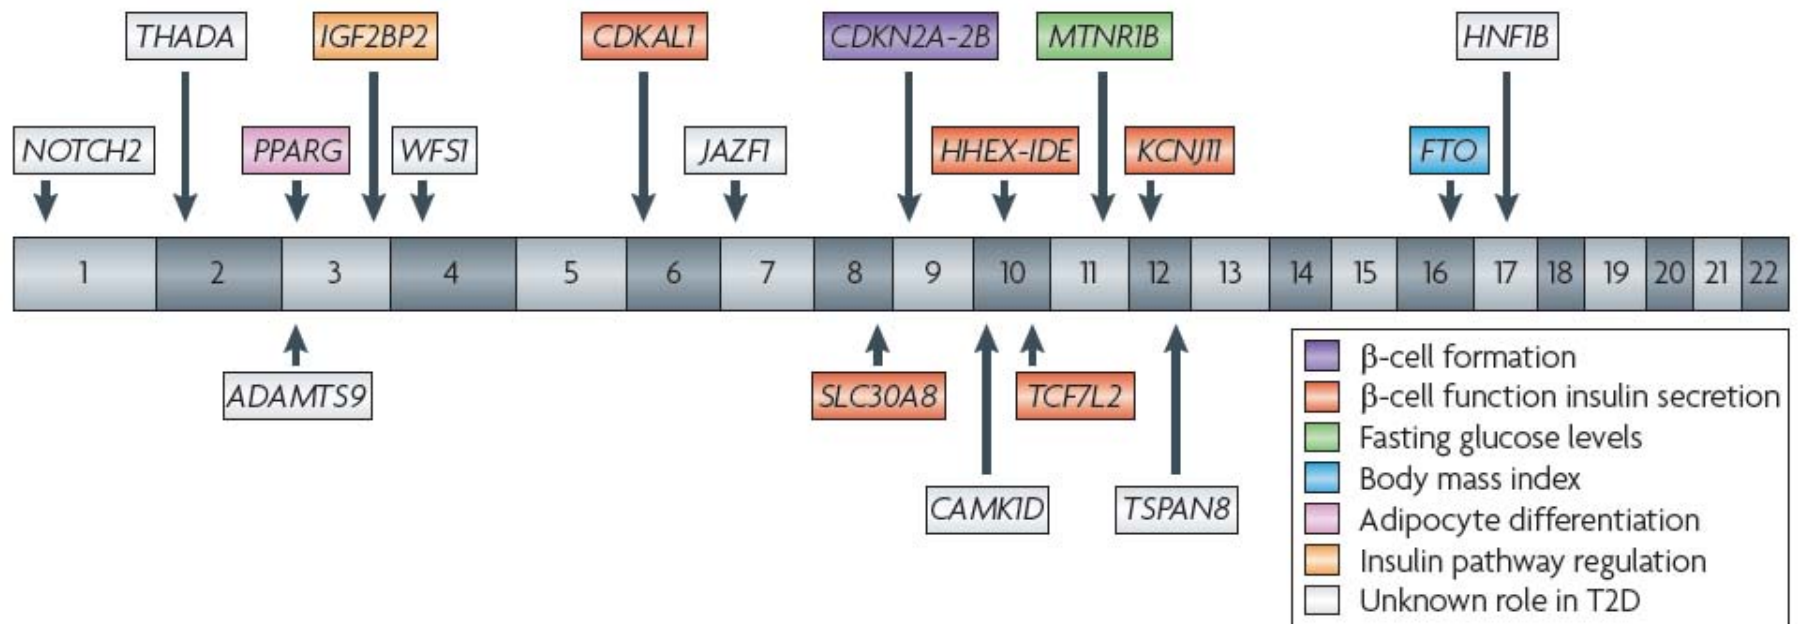 THADA
IGF2BP2
CDKAL1
CDKN2A-2B
MTNR1B
HNF1B
NOTCH2
PPARG
WFS1
JAZF1
HHEX-IDE
KCNJ11
FTO
1 2 3 4 5 6 7 8 9 10 11 12 13 14 15 16 17 18 19 20 21 22
ADAMTS9
SLC30A8
TCF7L2
CAMK1D
TSPAN8
β-cell formation
β-cell function insulin secretion
Fasting glucose levels
Body mass index
Adipocyte differentiation
Insulin pathway regulation
Unknown role in T2D